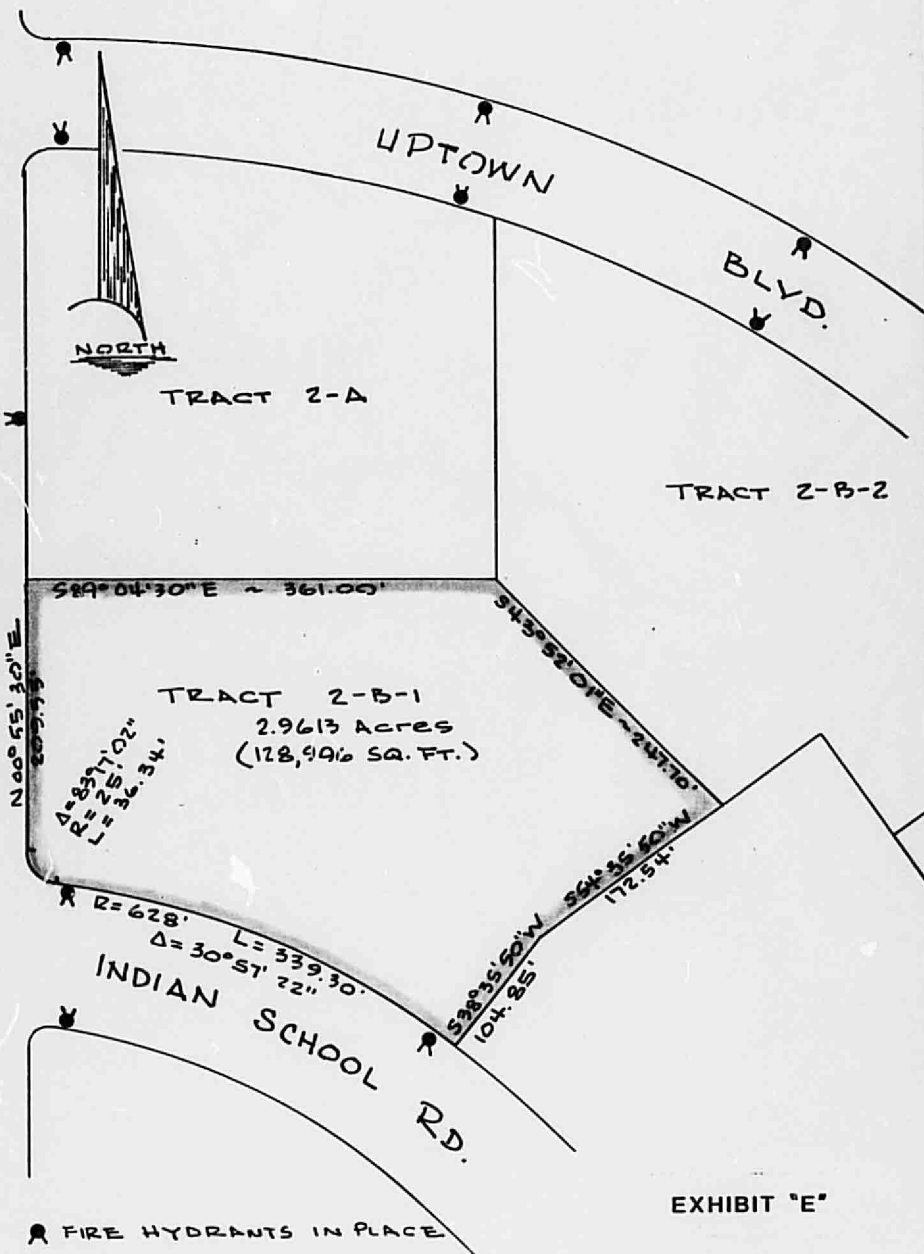 UPTOWN
BLVD.
NORTH
TRACT 2-A
TRACT 2-B-2
S89°04'30"E ~ 361.00'
S43°52'01"E ~ 247.70'
N00°55'30"E
TRACT 2-B-1
2.9613 Acres
(128,996 SQ. FT.)
Δ=83°17'02"
R=25'
L=36.34'
S54°35'50"W
172.54'
S38°35'50"W
104.85'
R=628' L=339.30'
Δ=30°57'22"
INDIAN
SCHOOL
RD.
EXHIBIT "E"
FIRE HYDRANTS IN PLACE